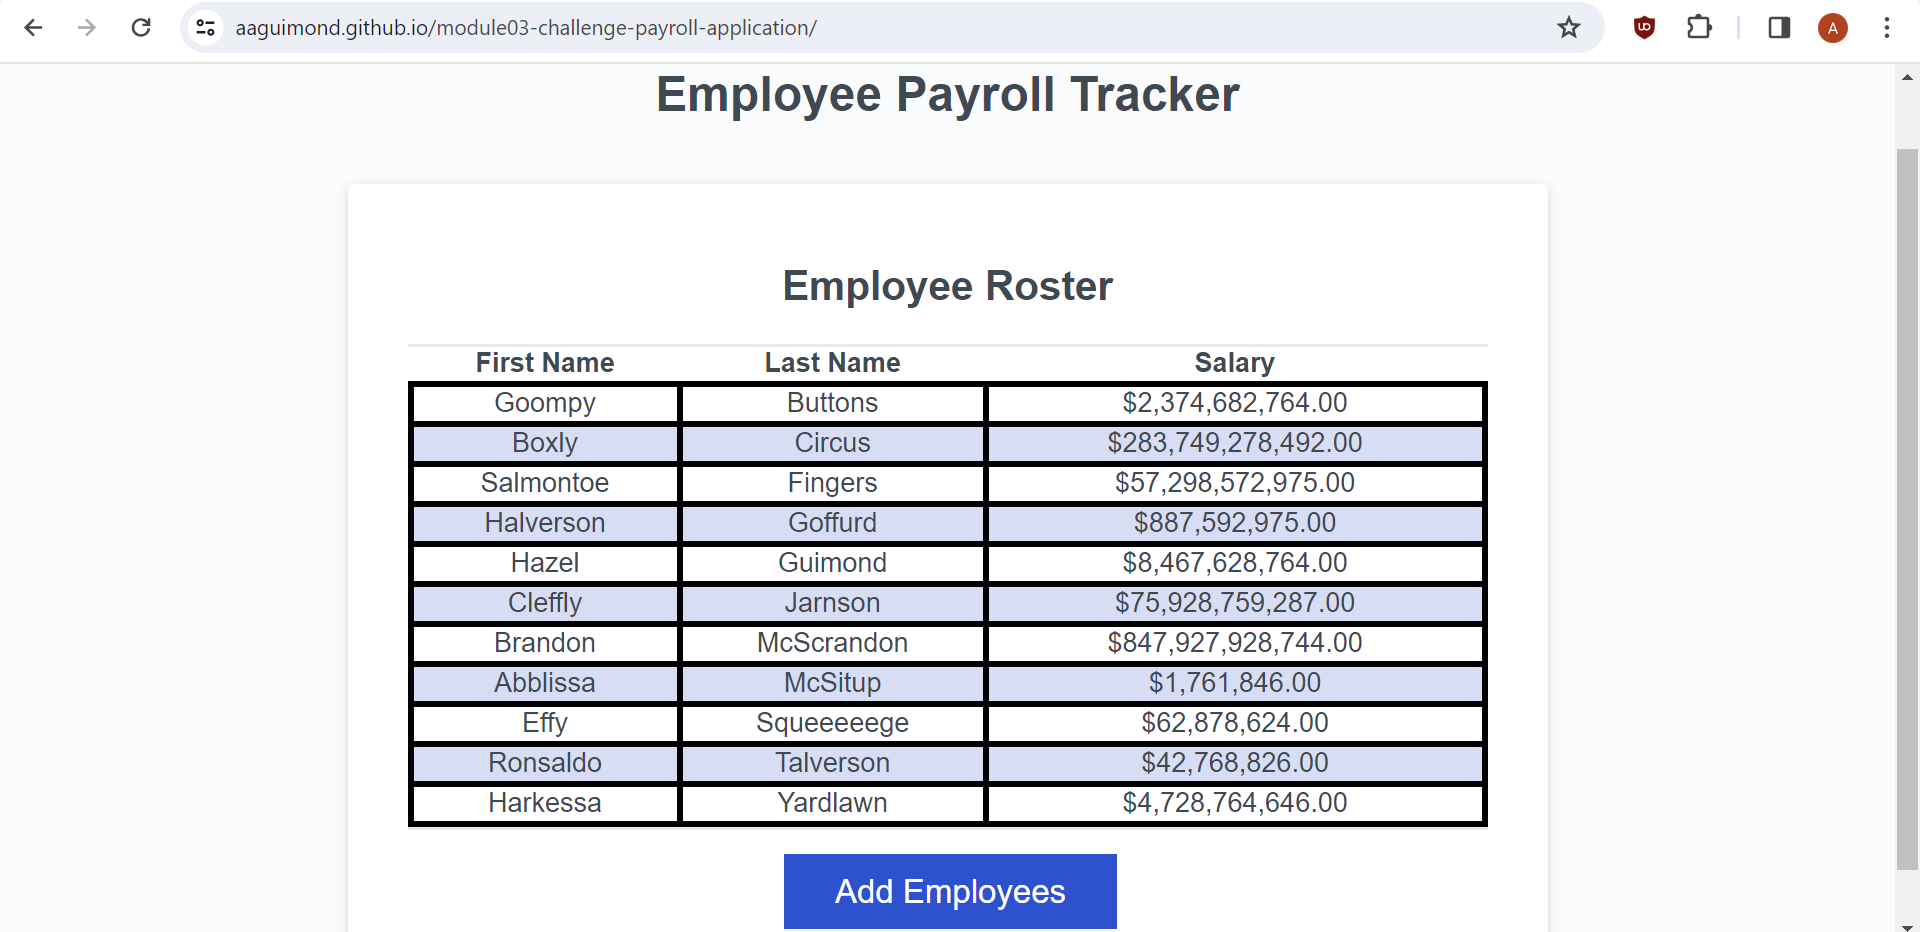 aaguimond.github.io/module03-challenge-payroll-application/
A
Employee Payroll Tracker
Employee Roster
First Name Last Name Salary
Goompy Buttons $2,374,682,764.00
Boxly Circus $283,749,278,492.00
Salmontoe Fingers $57,298,572,975.00
Halverson Goffurd $887,592,975.00
Hazel Guimond $8,467,628,764.00
Cleffly Jarnson $75,928,759,287.00
Brandon McScrandon $847,927,928,744.00
Abblissa McSitup $1,761,846.00
Effy Squeeeeege $62,878,624.00
Ronsaldo Talverson $42,768,826.00
Harkessa Yardlawn $4,728,764,646.00
Add Employees